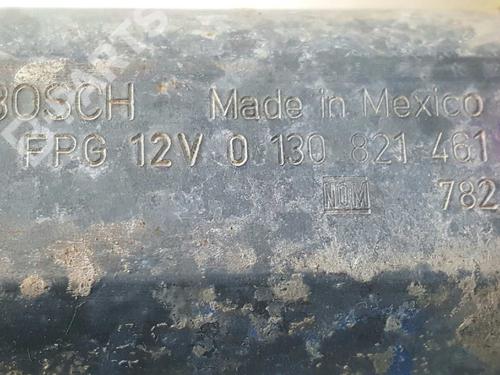 BOSCH Made in Mexico
FPG 12V 0 130 821 461
NOM 782